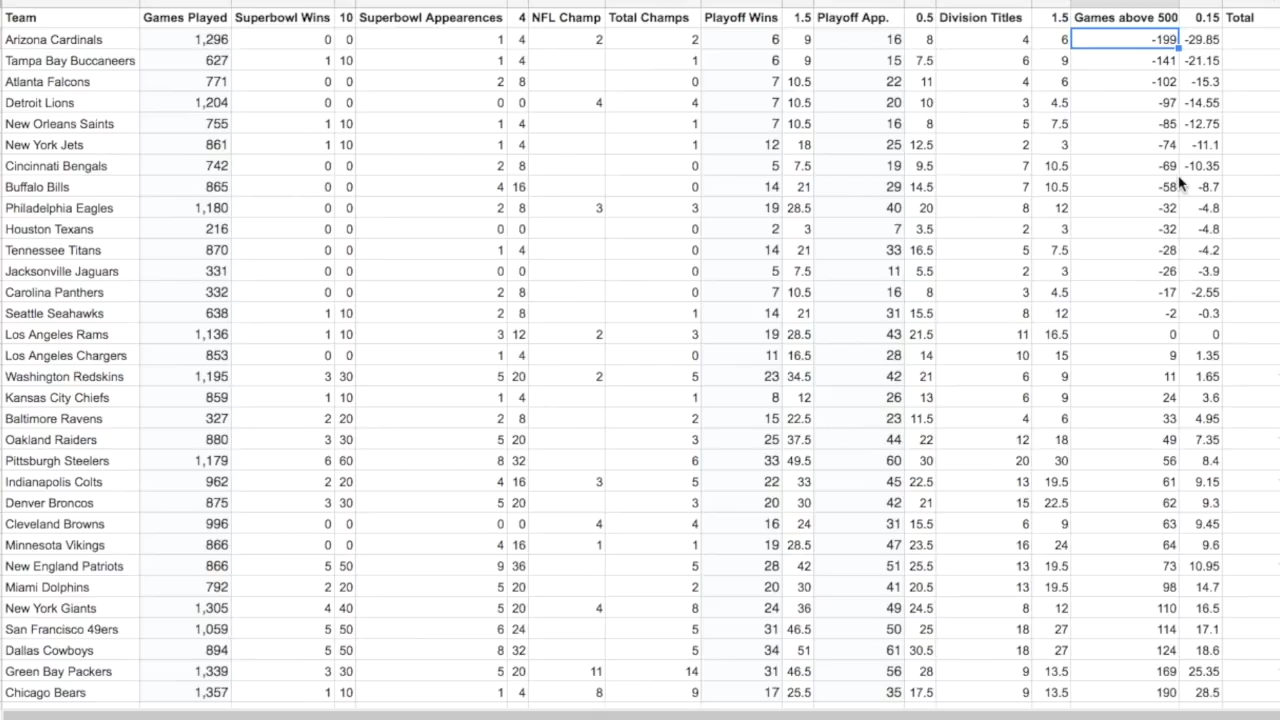 Team Games Played Superbowl Wins 10 Superbowl Appearences 4 NFL Champ Total Champs Playoff Wins 1.5 Playoff App. 0.5 Division Titles 1.5 Games above 500 0.15 Total
Arizona Cardinals 1,296 0 0 1 4 2 2 6 9 16 8 4 6 -199 -29.85
Tampa Bay Buccaneers 627 1 10 1 4 1 6 9 15 7.5 6 9 -141 -21.15
Atlanta Falcons 771 0 0 2 8 0 7 10.5 22 11 4 6 -102 -15.3
Detroit Lions 1,204 0 0 0 0 4 4 7 10.5 20 10 3 4.5 -97 -14.55
New Orleans Saints 755 1 10 1 4 1 7 10.5 16 8 5 7.5 -85 -12.75
New York Jets 861 1 10 1 4 1 12 18 25 12.5 2 3 -74 -11.1
Cincinnati Bengals 742 0 0 2 8 0 5 7.5 19 9.5 7 10.5 -69 -10.35
Buffalo Bills 865 0 0 4 16 0 14 21 29 14.5 7 10.5 -58 -8.7
Philadelphia Eagles 1,180 0 0 2 8 3 3 19 28.5 40 20 8 12 -32 -4.8
Houston Texans 216 0 0 0 0 0 2 3 7 3.5 2 3 -32 -4.8
Tennessee Titans 870 0 0 1 4 0 14 21 33 16.5 5 7.5 -28 -4.2
Jacksonville Jaguars 331 0 0 0 0 0 5 7.5 11 5.5 2 3 -26 -3.9
Carolina Panthers 332 0 0 2 8 0 7 10.5 16 8 3 4.5 -17 -2.55
Seattle Seahawks 638 1 10 2 8 1 14 21 31 15.5 8 12 -2 -0.3
Los Angeles Rams 1,136 1 10 3 12 2 3 19 28.5 43 21.5 11 16.5 0 0
Los Angeles Chargers 853 0 0 1 4 0 11 16.5 28 14 10 15 9 1.35
Washington Redskins 1,195 3 30 5 20 2 5 23 34.5 42 21 6 9 11 1.65
Kansas City Chiefs 859 1 10 1 4 1 8 12 26 13 6 9 24 3.6
Baltimore Ravens 327 2 20 2 8 2 15 22.5 23 11.5 4 6 33 4.95
Oakland Raiders 880 3 30 5 20 3 25 37.5 44 22 12 18 49 7.35
Pittsburgh Steelers 1,179 6 60 8 32 6 33 49.5 60 30 20 30 56 8.4
Indianapolis Colts 962 2 20 4 16 3 5 22 33 45 22.5 13 19.5 61 9.15
Denver Broncos 875 3 30 5 20 3 20 30 42 21 15 22.5 62 9.3
Cleveland Browns 996 0 0 0 0 4 4 16 24 31 15.5 6 9 63 9.45
Minnesota Vikings 866 0 0 4 16 1 1 19 28.5 47 23.5 16 24 64 9.6
New England Patriots 866 5 50 9 36 5 28 42 51 25.5 13 19.5 73 10.95
Miami Dolphins 792 2 20 5 20 2 20 30 41 20.5 13 19.5 98 14.7
New York Giants 1,305 4 40 5 20 4 8 24 36 49 24.5 8 12 110 16.5
San Francisco 49ers 1,059 5 50 6 24 5 31 46.5 50 25 18 27 114 17.1
Dallas Cowboys 894 5 50 8 32 5 34 51 61 30.5 18 27 124 18.6
Green Bay Packers 1,339 3 30 5 20 11 14 31 46.5 56 28 9 13.5 169 25.35
Chicago Bears 1,357 1 10 1 4 8 9 17 25.5 35 17.5 9 13.5 190 28.5